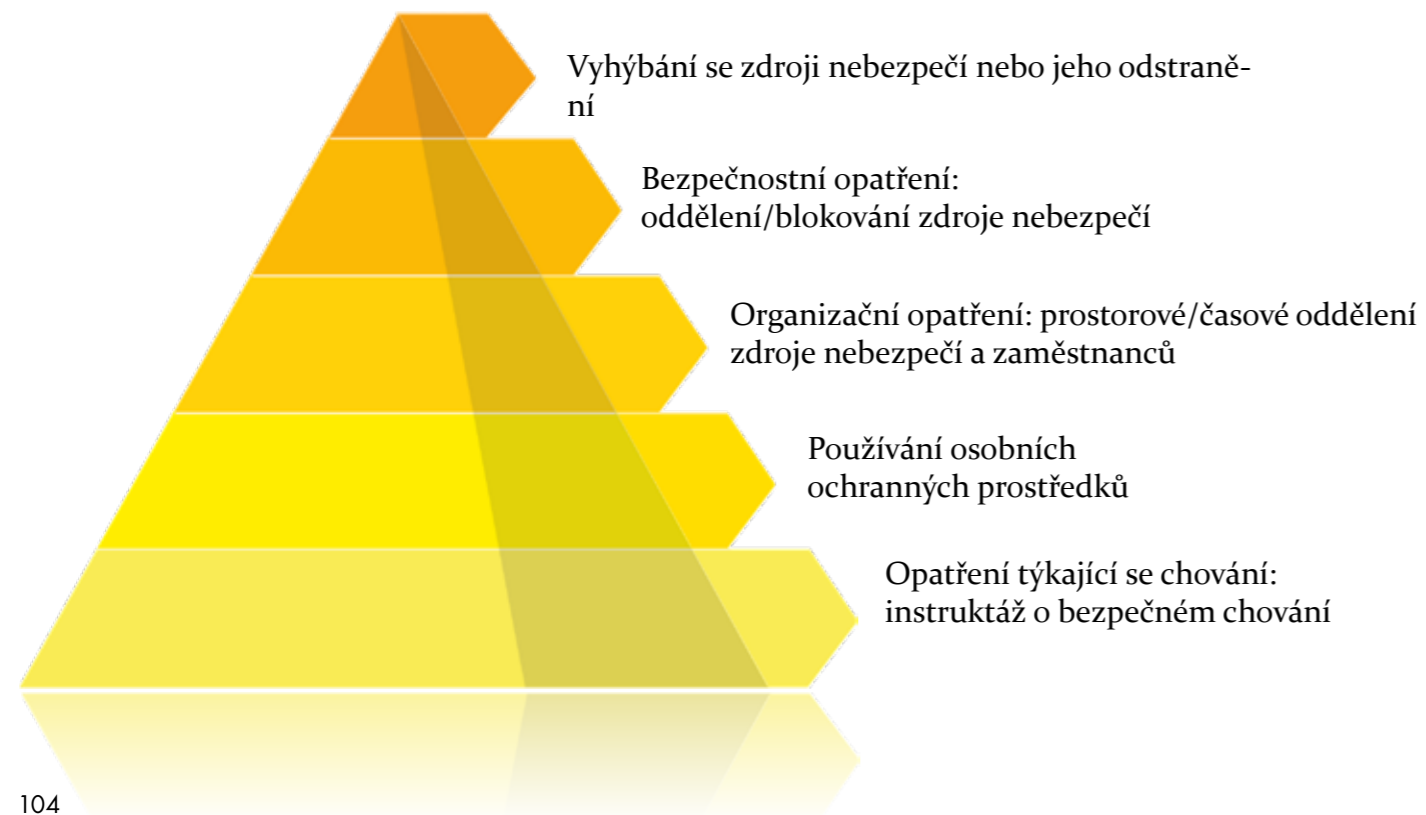 Vyhýbání se zdroji nebezpečí nebo jeho odstraně-
ní
Bezpečnostní opatření:
oddělení/blokování zdroje nebezpečí
Organizační opatření: prostorové/časové oddělení
zdroje nebezpečí a zaměstnanců
Používání osobních
ochranných prostředků
Opatření týkající se chování:
instruktáž o bezpečném chování
104